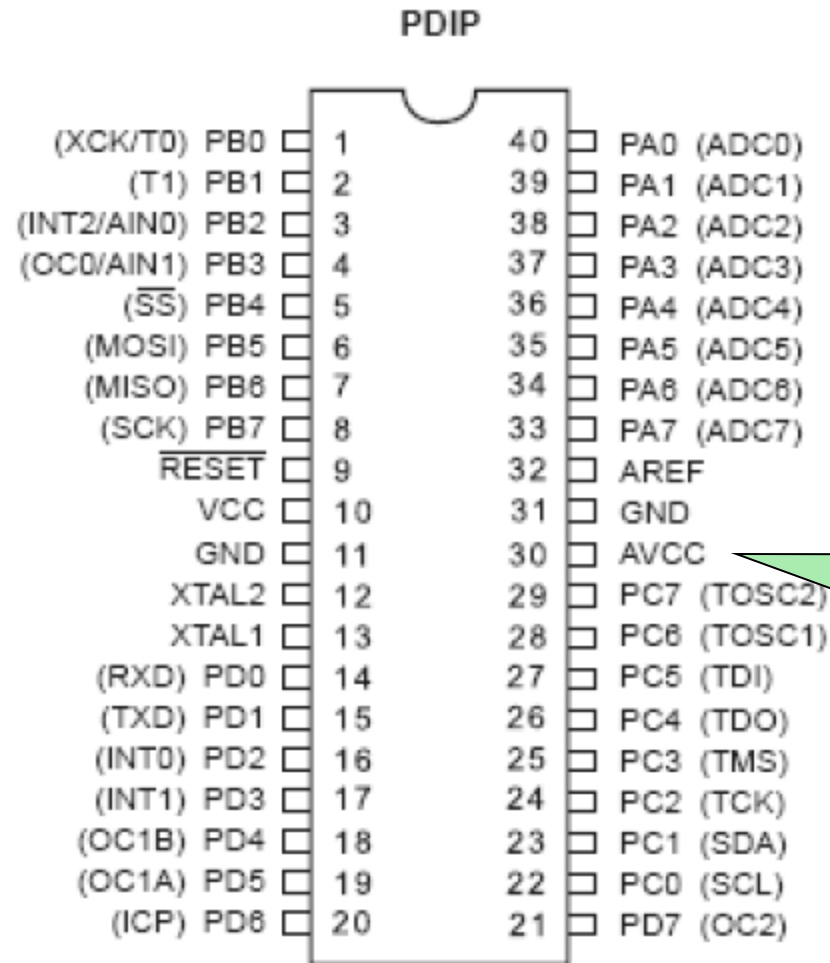 PDIP
(XCK/T0) PB0 1 40 PA0 (ADC0)
(T1) PB1 2 39 PA1 (ADC1)
(INT2/AIN0) PB2 3 38 PA2 (ADC2)
(OC0/AIN1) PB3 4 37 PA3 (ADC3)
(S̅S̅) PB4 5 36 PA4 (ADC4)
(MOSI) PB5 6 35 PA5 (ADC5)
(MISO) PB6 7 34 PA6 (ADC6)
(SCK) PB7 8 33 PA7 (ADC7)
R̅E̅S̅E̅T̅ 9 32 AREF
VCC 10 31 GND
GND 11 30 AVCC
XTAL2 12 29 PC7 (TOSC2)
XTAL1 13 28 PC6 (TOSC1)
(RXD) PD0 14 27 PC5 (TDI)
(TXD) PD1 15 26 PC4 (TDO)
(INT0) PD2 16 25 PC3 (TMS)
(INT1) PD3 17 24 PC2 (TCK)
(OC1B) PD4 18 23 PC1 (SDA)
(OC1A) PD5 19 22 PC0 (SCL)
(ICP) PD6 20 21 PD7 (OC2)